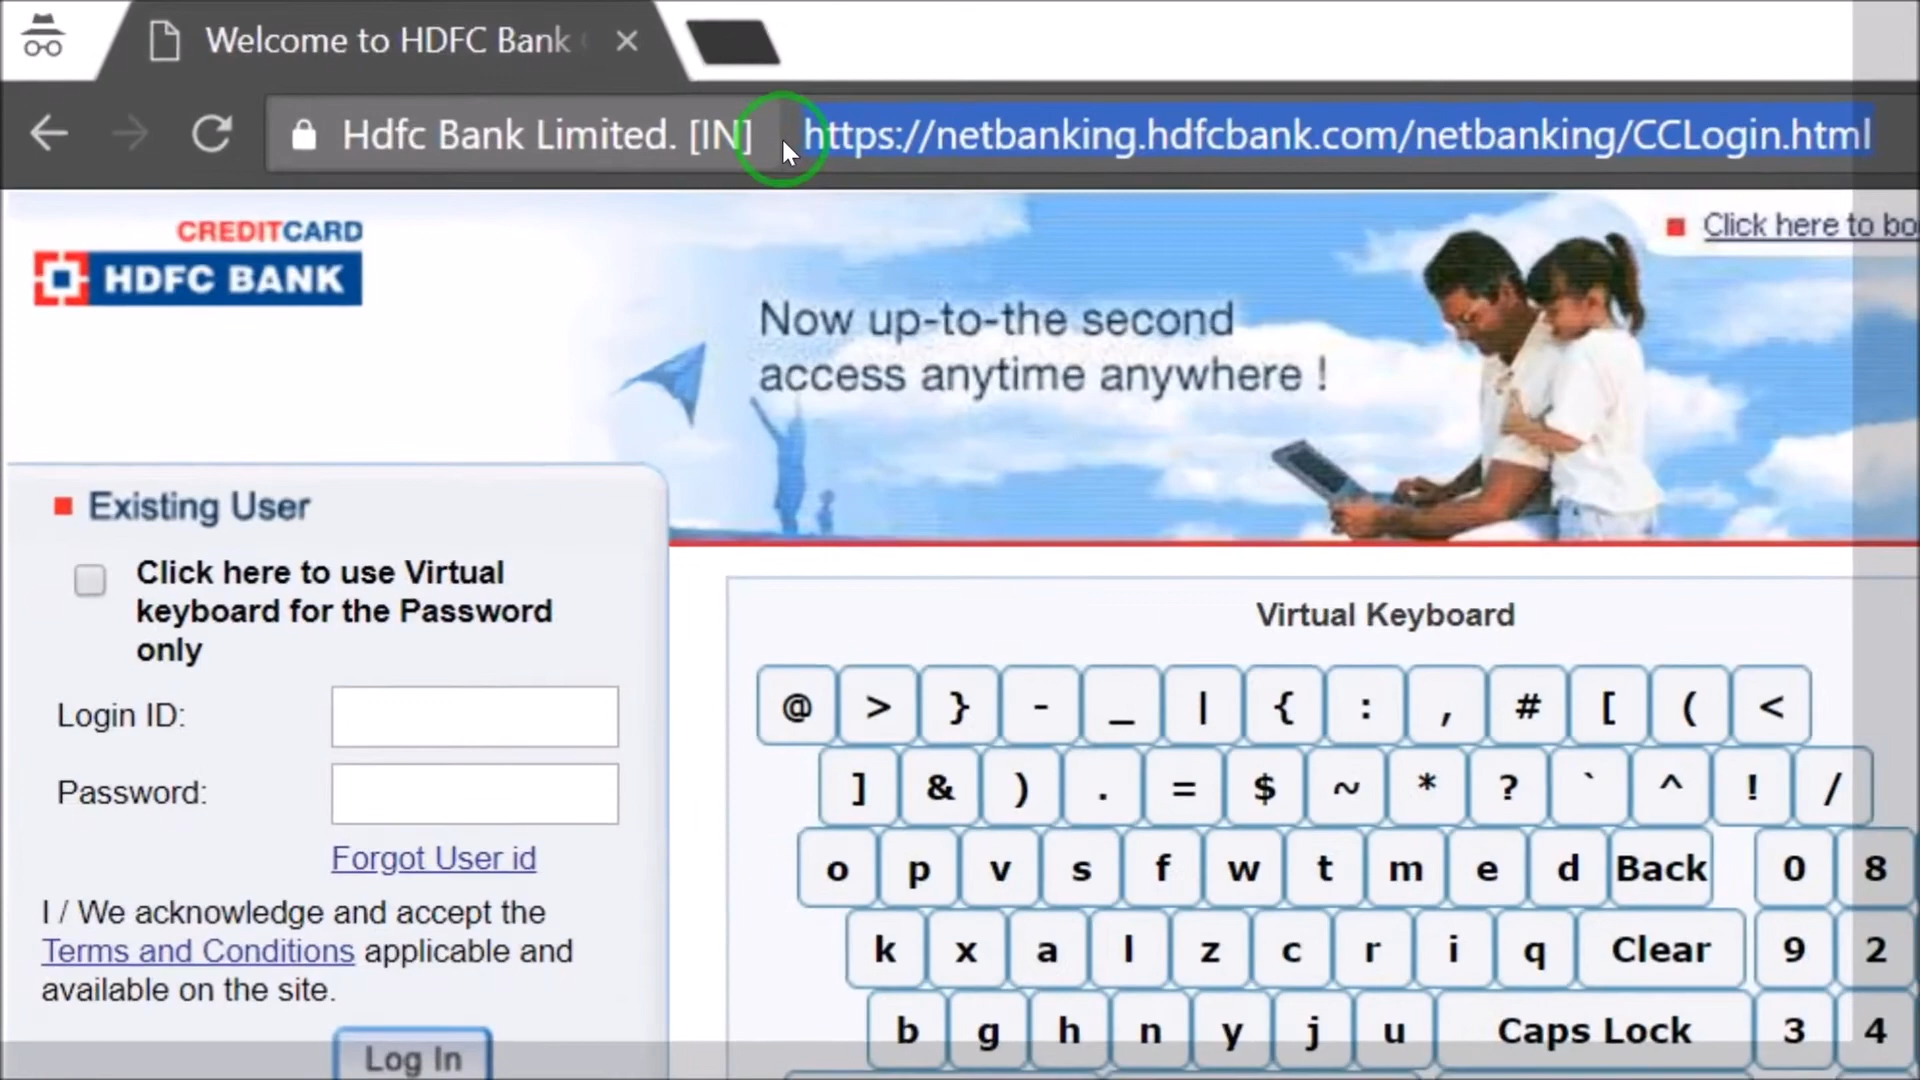 Welcome to HDFC Bank
Hdfc Bank Limited. [IN] https://netbanking.hdfcbank.com/netbanking/CCLogin.html
CREDITCARD
HDFC BANK
Click here to bo
Now up-to-the second
access anytime anywhere !
Existing User
Click here to use Virtual
keyboard for the Password
only
Login ID:
Password:
Forgot User id
I / We acknowledge and accept the
Terms and Conditions applicable and
available on the site.
Log In
Virtual Keyboard
@ > } - _ | { : , # [ ( <
] & ) . = $ ~ * ? ` ^ ! /
o p v s f w t m e d Back 0 8
k x a l z c r i q Clear 9 2
b g h n y j u Caps Lock 3 4